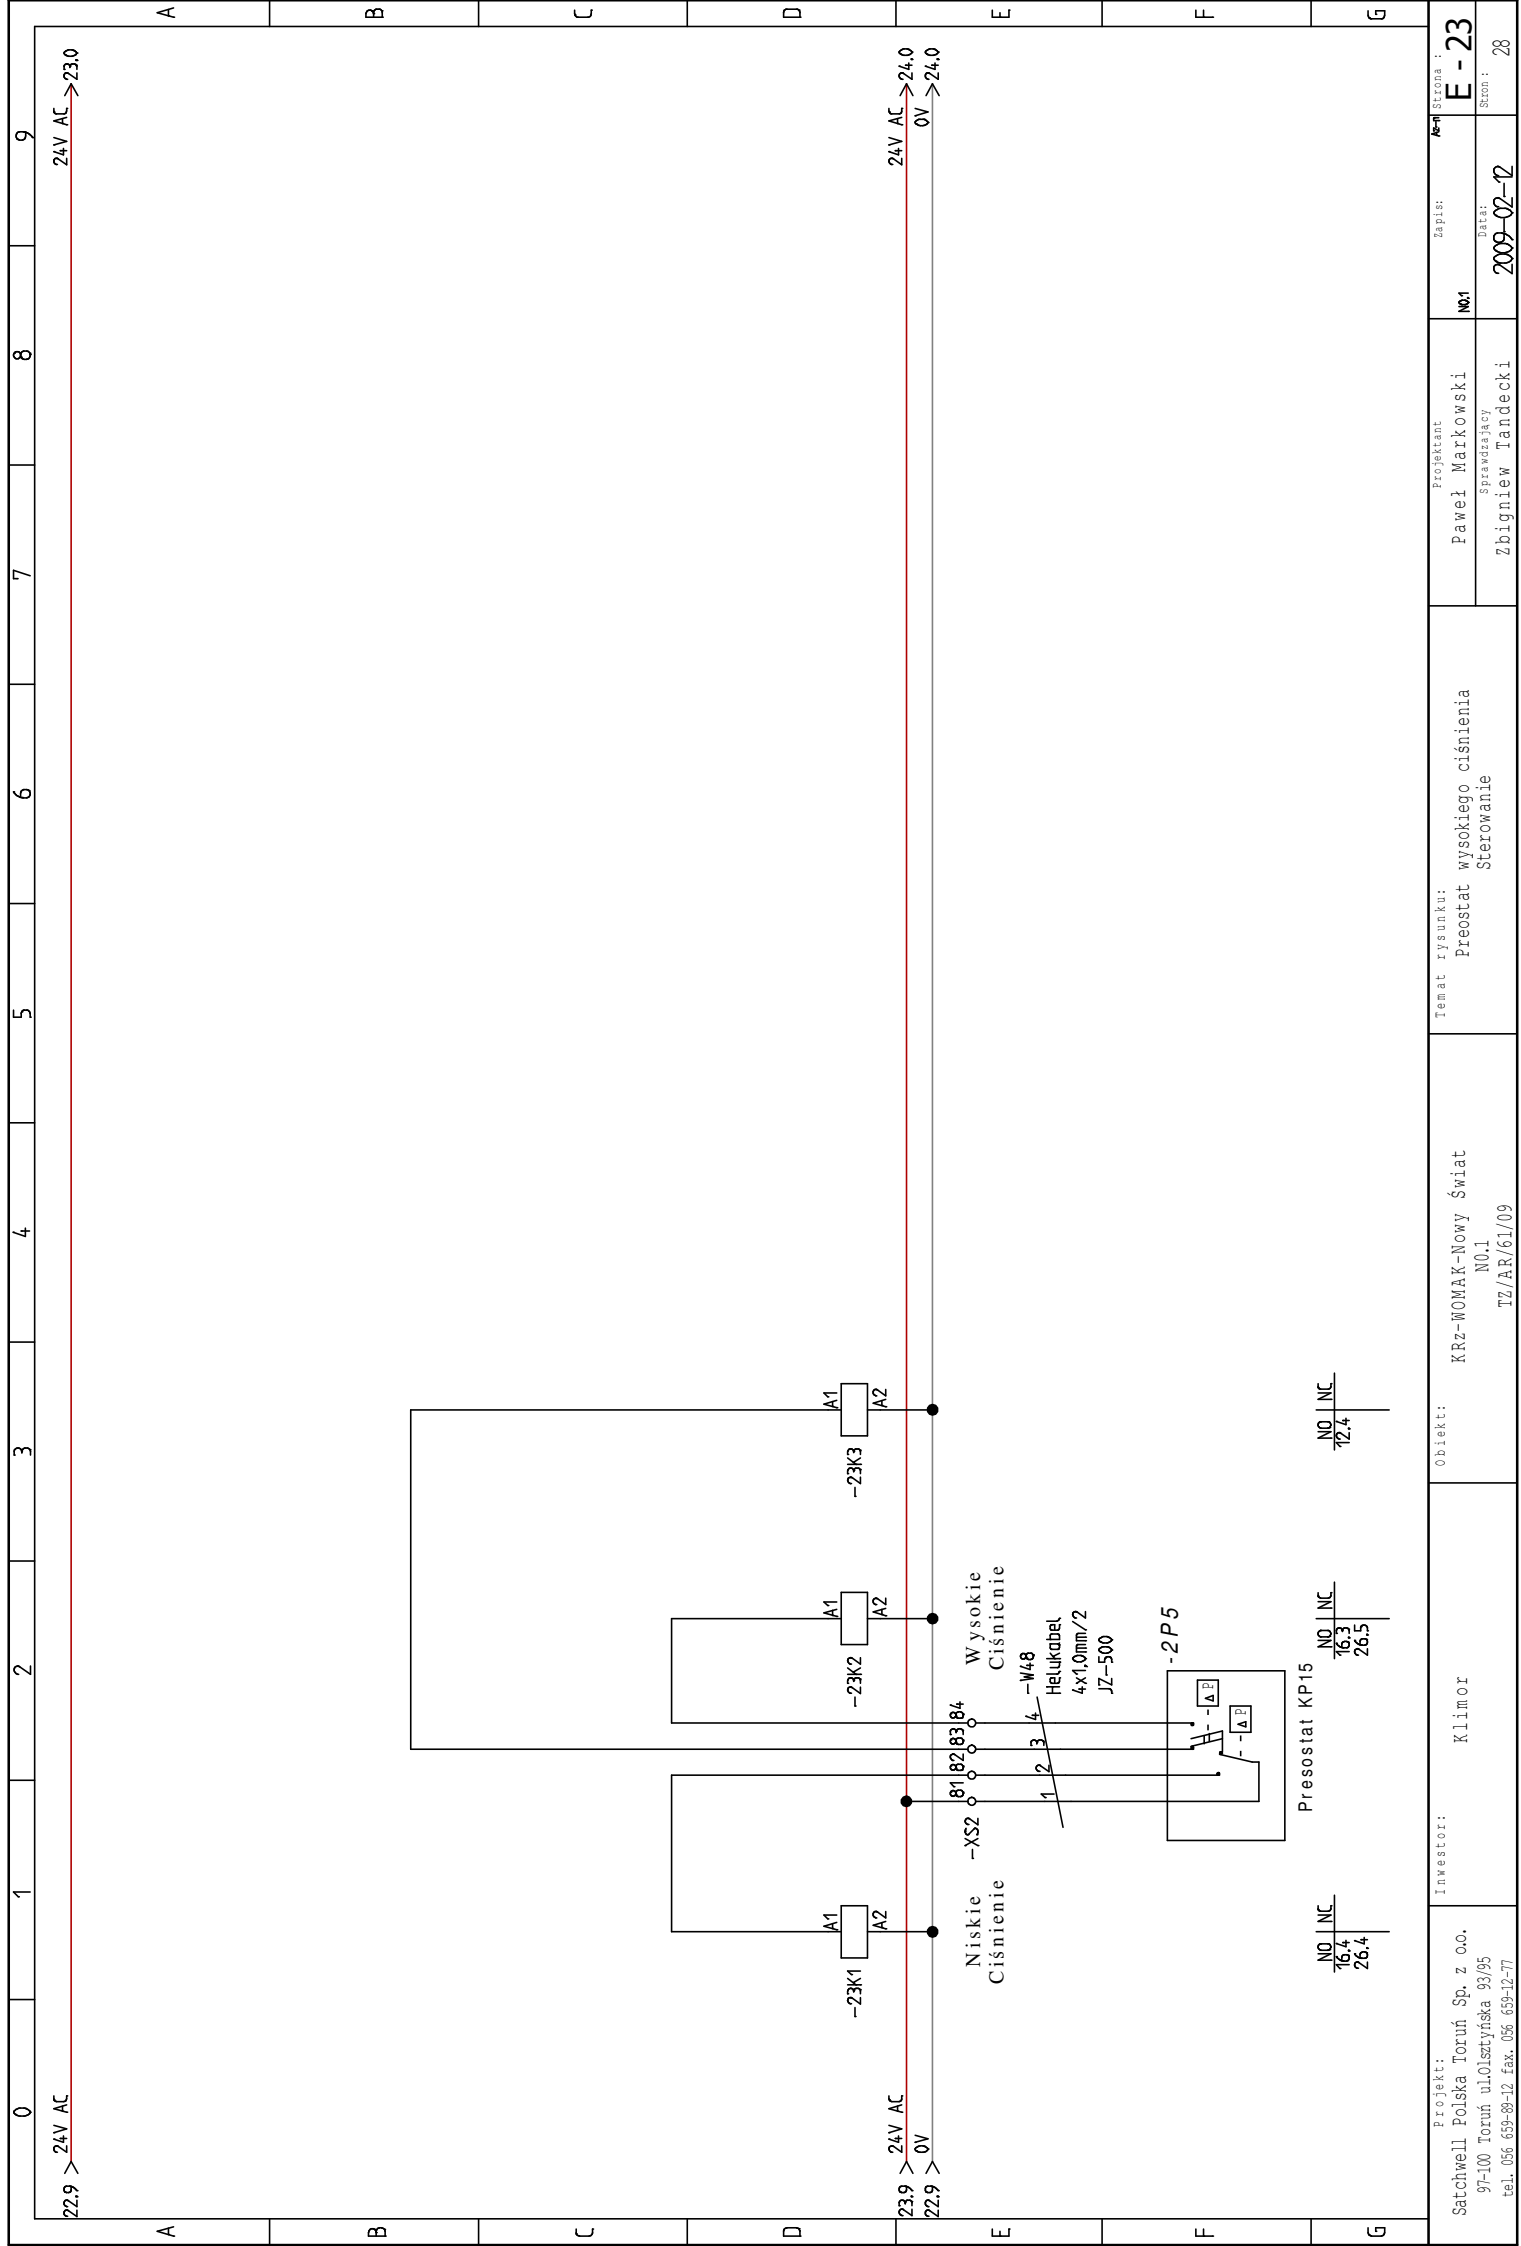 0 1 2 3 4 5 6 7 8 9
A A
B B
C C
D D
E E
F F
G G
22.9 24V AC
24V AC 23.0
23.9 24V AC
24V AC 24.0
22.9 0V
0V 24.0
-23K1 A1 A2
-23K2 A1 A2
-23K3 A1 A2
Niskie
Ciśnienie
Wysokie
Ciśnienie
-XS2 81 82 83 84
1 2 3 4
-W48
Helukabel
4x1,0mm/2
JZ-500
-2P5
Δ P
Δ P
Presostat KP15
NO NC
16.4
26.4
NO NC
16.3
26.5
NO NC
12.4
Projekt:
Satchwell Polska Toruń Sp. z o.o.
97-100 Toruń ul.Olsztyńska 93/95
tel. 056 659-89-12 fax. 056 659-12-77
Inwestor:
Klimor
Obiekt:
KRz-WOMAK-Nowy Świat
NO.1
TZ/AR/61/09
Temat rysunku:
Preostat wysokiego ciśnienia
Sterowanie
Projektant
Paweł Markowski
Sprawdzający
Zbigniew Tandecki
Zapis:
NO.1
Data:
2009-02-12
Strona :
E - 23
Stron : 28